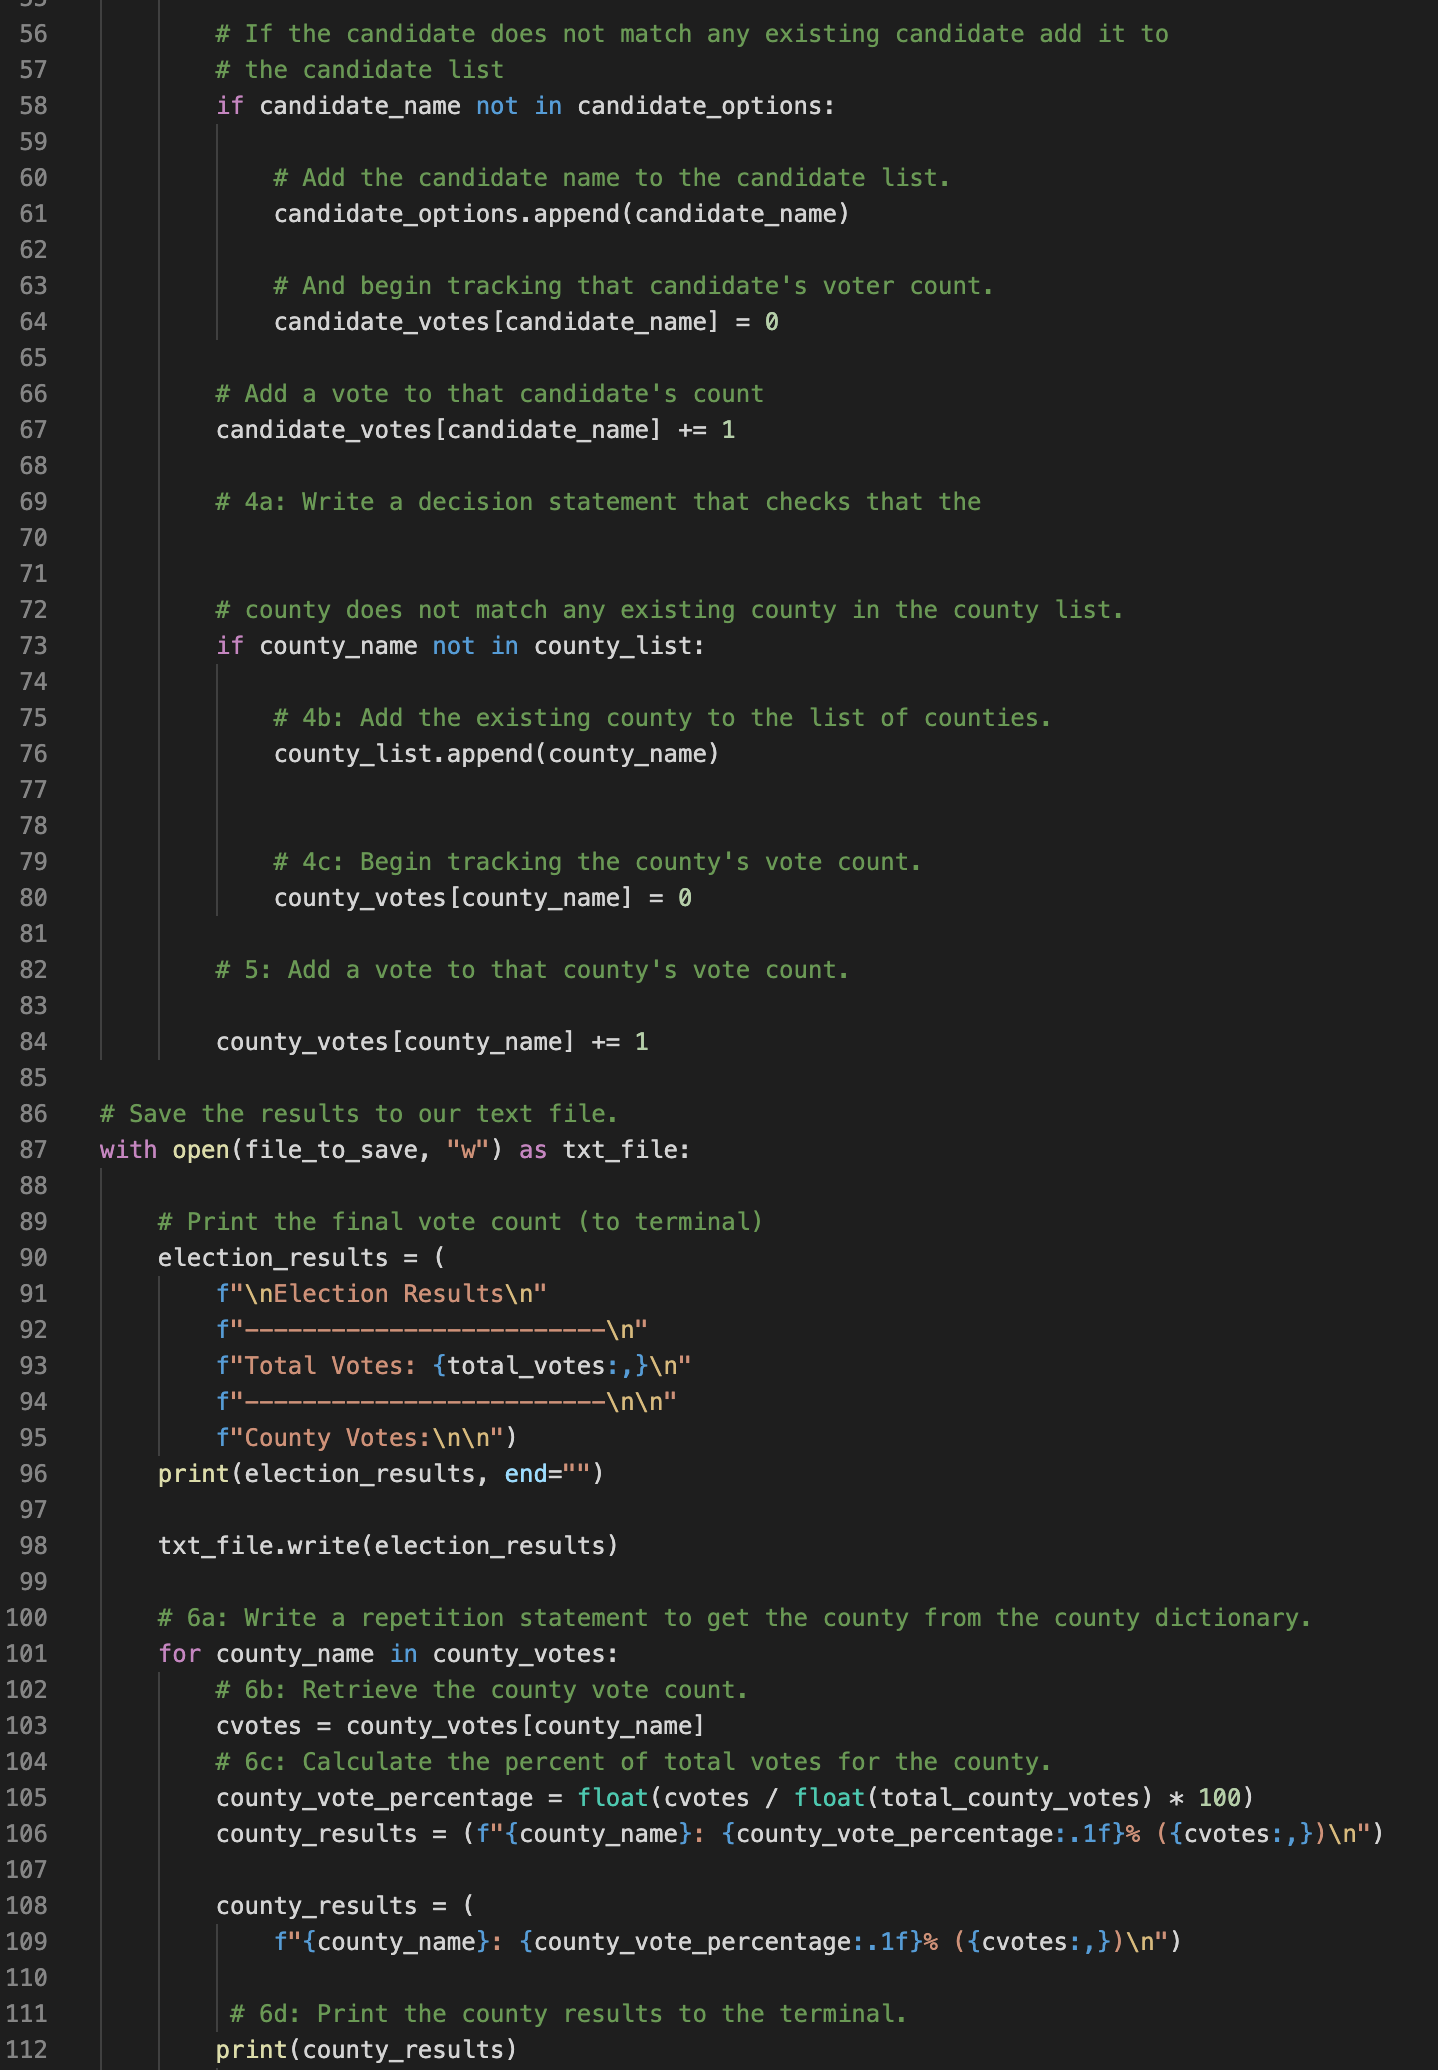 55
56 # If the candidate does not match any existing candidate add it to
57 # the candidate list
58 if candidate_name not in candidate_options:
59
60 # Add the candidate name to the candidate list.
61 candidate_options.append(candidate_name)
62
63 # And begin tracking that candidate's voter count.
64 candidate_votes[candidate_name] = 0
65
66 # Add a vote to that candidate's count
67 candidate_votes[candidate_name] += 1
68
69 # 4a: Write a decision statement that checks that the
70
71
72 # county does not match any existing county in the county list.
73 if county_name not in county_list:
74
75 # 4b: Add the existing county to the list of counties.
76 county_list.append(county_name)
77
78
79 # 4c: Begin tracking the county's vote count.
80 county_votes[county_name] = 0
81
82 # 5: Add a vote to that county's vote count.
83
84 county_votes[county_name] += 1
85
86 # Save the results to our text file.
87 with open(file_to_save, "w") as txt_file:
88
89 # Print the final vote count (to terminal)
90 election_results = (
91 f"\nElection Results\n"
92 f"-------------------------\n"
93 f"Total Votes: {total_votes:,}\n"
94 f"-------------------------\n\n"
95 f"County Votes:\n\n")
96 print(election_results, end="")
97
98 txt_file.write(election_results)
99
100 # 6a: Write a repetition statement to get the county from the county dictionary.
101 for county_name in county_votes:
102 # 6b: Retrieve the county vote count.
103 cvotes = county_votes[county_name]
104 # 6c: Calculate the percent of total votes for the county.
105 county_vote_percentage = float(cvotes / float(total_county_votes) * 100)
106 county_results = (f"{county_name}: {county_vote_percentage:.1f}% ({cvotes:,})\n")
107
108 county_results = (
109 f"{county_name}: {county_vote_percentage:.1f}% ({cvotes:,})\n")
110
111 # 6d: Print the county results to the terminal.
112 print(county_results)